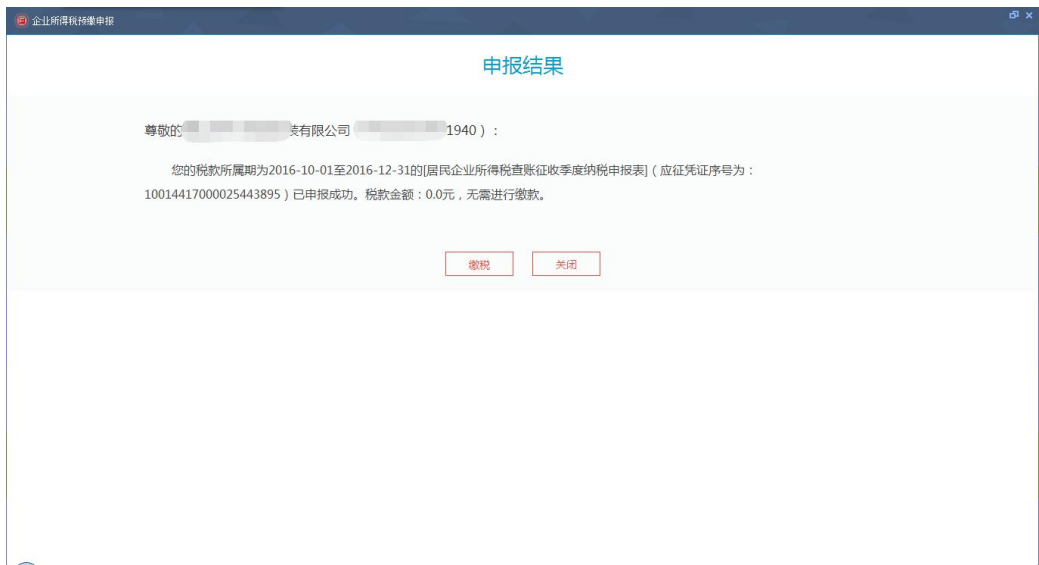 企业所得税预缴申报
申报结果
尊敬的 装有限公司 1940）：
您的税款所属期为2016-10-01至2016-12-31的[居民企业所得税查账征收季度纳税申报表]（应征凭证序号为：
10014417000025443895）已申报成功。税款金额：0.0元，无需进行缴款。
缴税 关闭